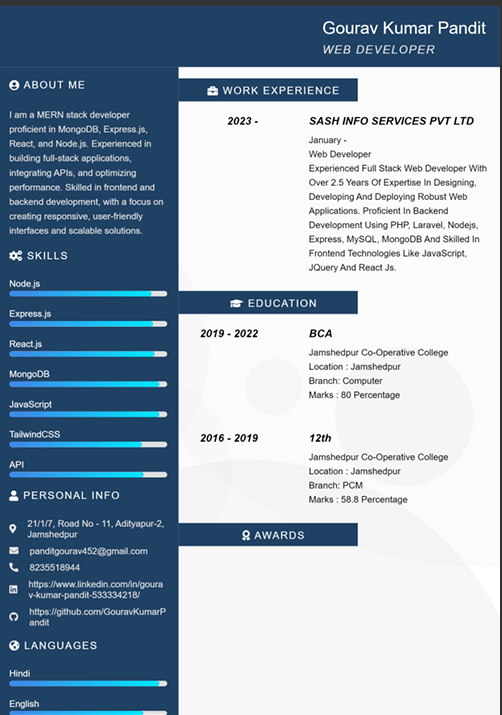 Gourav Kumar Pandit
WEB DEVELOPER
ABOUT ME
I am a MERN stack developer
proficient in MongoDB, Express.js,
React, and Node.js. Experienced in
building full-stack applications,
integrating APIs, and optimizing
performance. Skilled in frontend and
backend development, with a focus on
creating responsive, user-friendly
interfaces and scalable solutions.
SKILLS
Node.js
Express.js
React.js
MongoDB
JavaScript
TailwindCSS
API
PERSONAL INFO
21/1/7, Road No - 11, Adityapur-2,
Jamshedpur
panditgourav452@gmail.com
8235518944
https://www.linkedin.com/in/goura
v-kumar-pandit-533334218/
https://github.com/GouravKumarP
andit
LANGUAGES
Hindi
English
WORK EXPERIENCE
2023 -
SASH INFO SERVICES PVT LTD
January -
Web Developer
Experienced Full Stack Web Developer With
Over 2.5 Years Of Expertise In Designing,
Developing And Deploying Robust Web
Applications. Proficient In Backend
Development Using PHP, Laravel, Nodejs,
Express, MySQL, MongoDB And Skilled In
Frontend Technologies Like JavaScript,
JQuery And React Js.
EDUCATION
2019 - 2022
BCA
Jamshedpur Co-Operative College
Location : Jamshedpur
Branch: Computer
Marks : 80 Percentage
2016 - 2019
12th
Jamshedpur Co-Operative College
Location : Jamshedpur
Branch: PCM
Marks : 58.8 Percentage
AWARDS